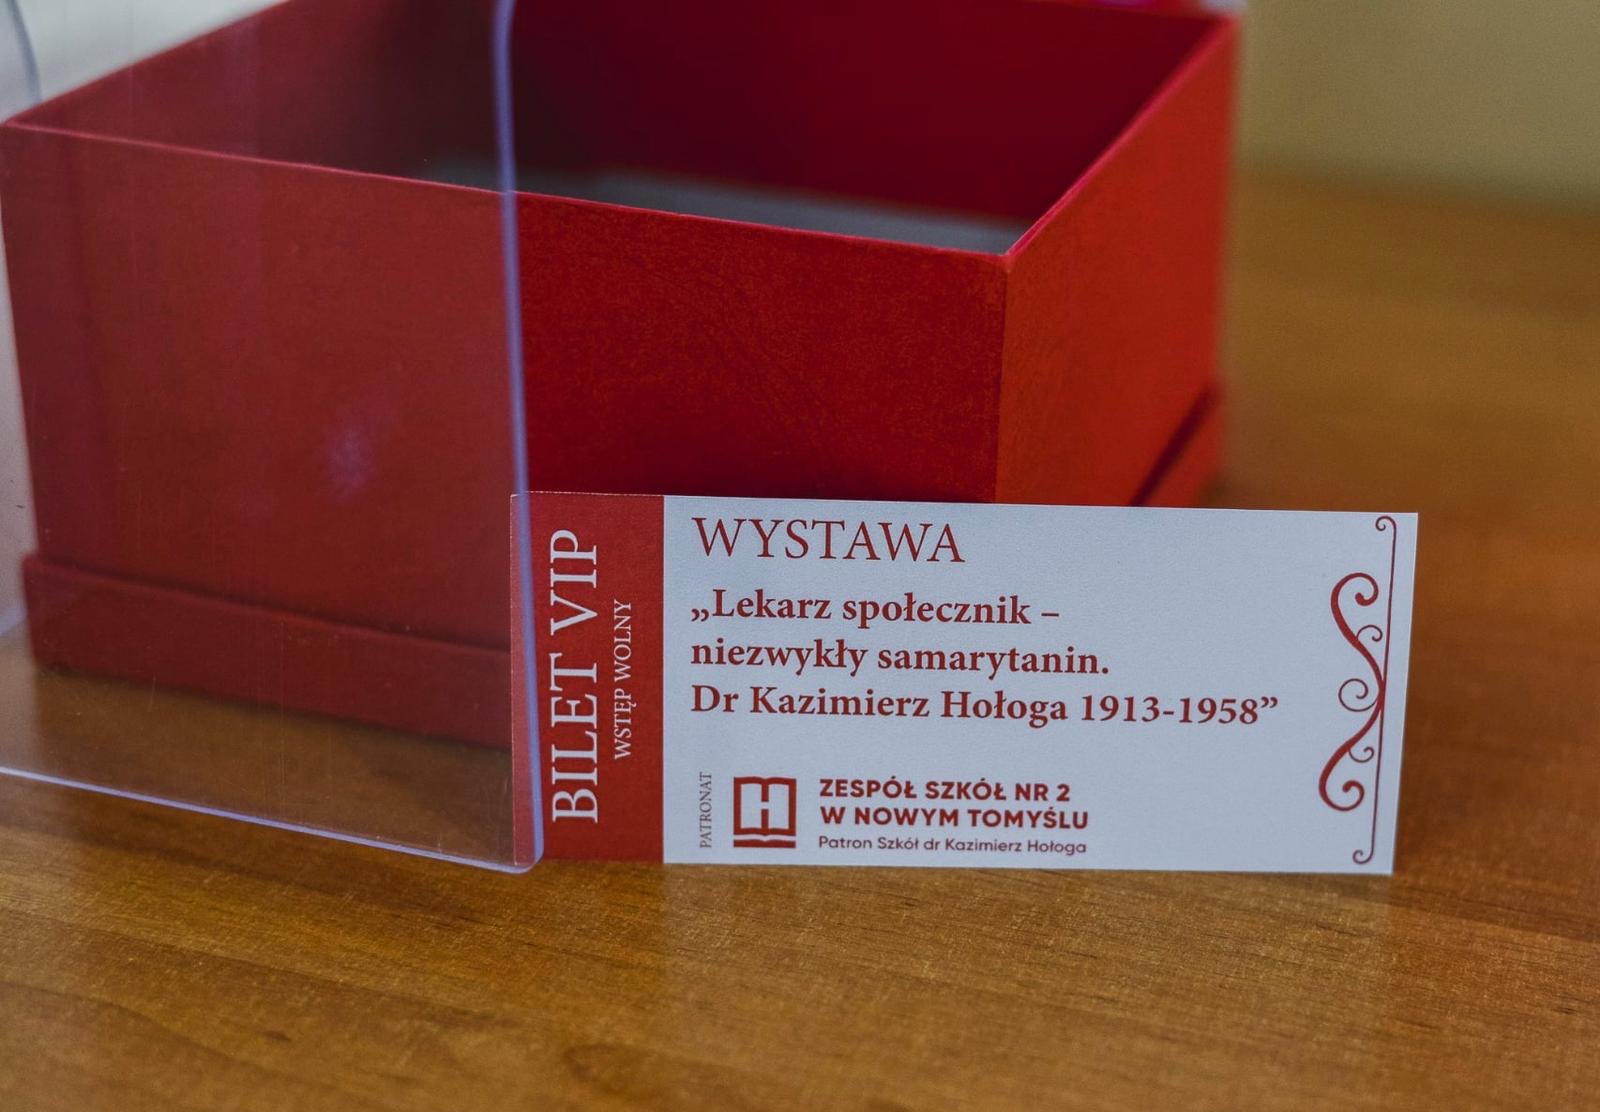 BILET VIP
WSTĘP WOLNY
WYSTAWA
„Lekarz społecznik –
niezwykły samarytanin.
Dr Kazimierz Hołoga 1913-1958”
PATRONAT
ZESPÓŁ SZKÓŁ NR 2
W NOWYM TOMYŚLU
Patron Szkół dr Kazimierz Hołoga